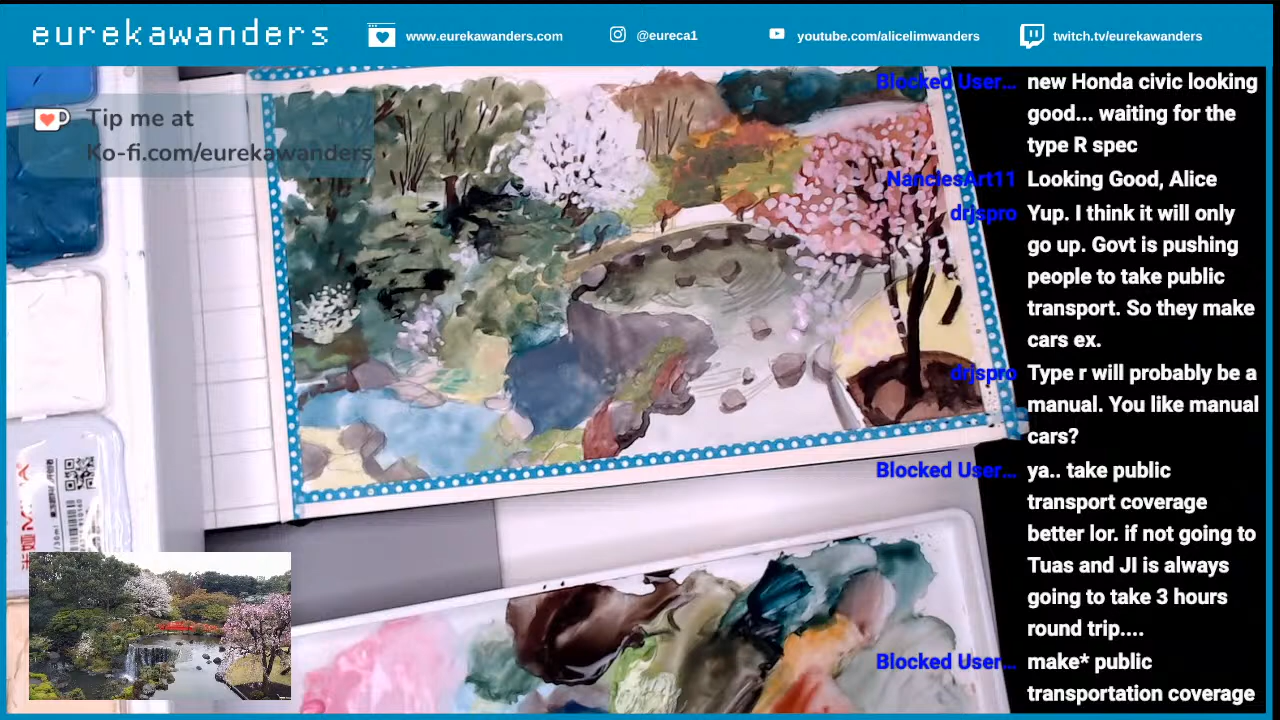 eurekawanders
www.eurekawanders.com
@eureca1
youtube.com/alicelimwanders
twitch.tv/eurekawanders
Tip me at
Ko-fi.com/eurekawanders
Blocked User... new Honda civic looking
good... waiting for the
type R spec
NanciesArt11 Looking Good, Alice
drjspro Yup. I think it will only
go up. Govt is pushing
people to take public
transport. So they make
cars ex.
drjspro Type r will probably be a
manual. You like manual
cars?
Blocked User... ya.. take public
transport coverage
better lor. if not going to
Tuas and JI is always
going to take 3 hours
round trip....
Blocked User... make* public
transportation coverage